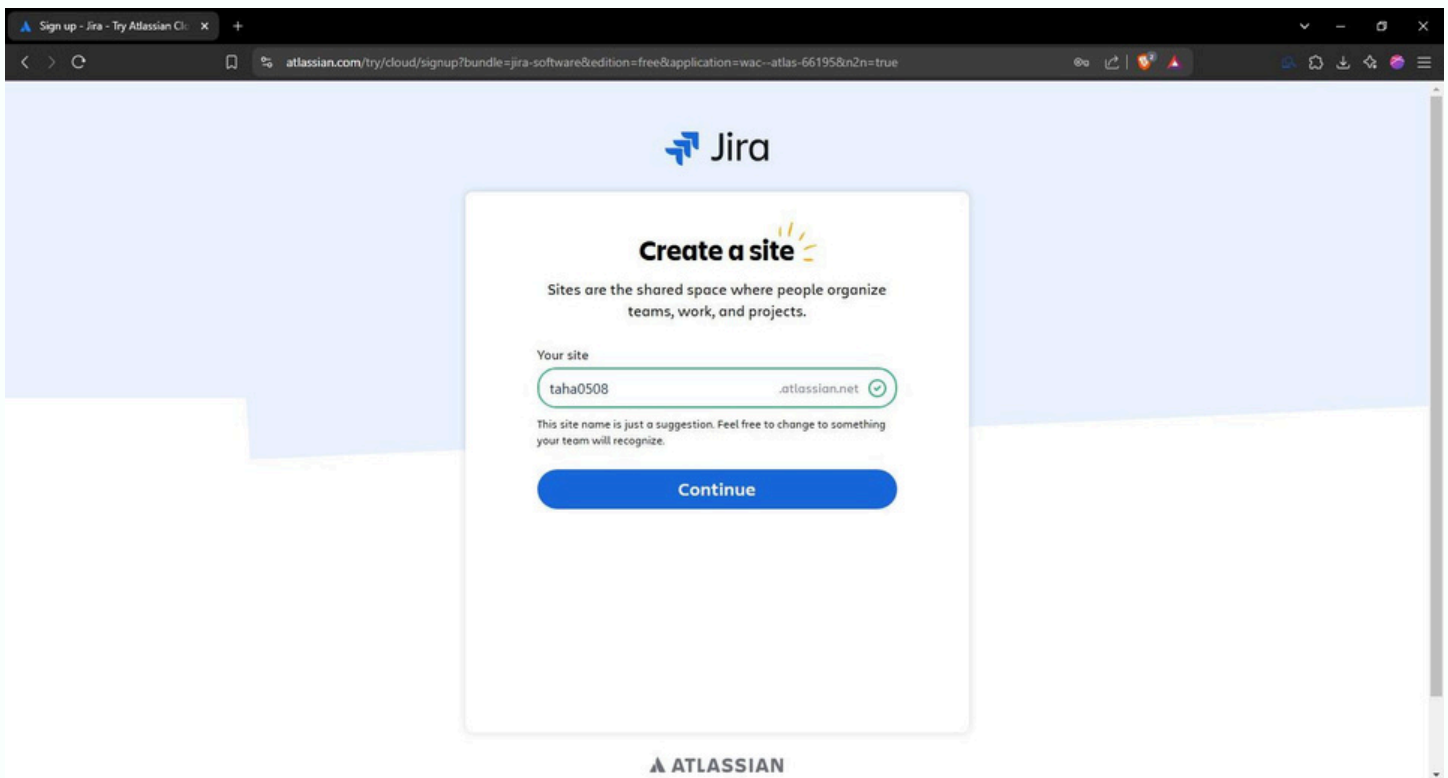 Sign up - Jira - Try Atlassian Clo
atlassian.com/try/cloud/signup?bundle=jira-software&edition=free&application=wac--atlas-66195&n2n=true
Jira
Create a site
Sites are the shared space where people organize
teams, work, and projects.
Your site
taha0508 .atlassian.net
This site name is just a suggestion. Feel free to change to something
your team will recognize.
Continue
ATLASSIAN